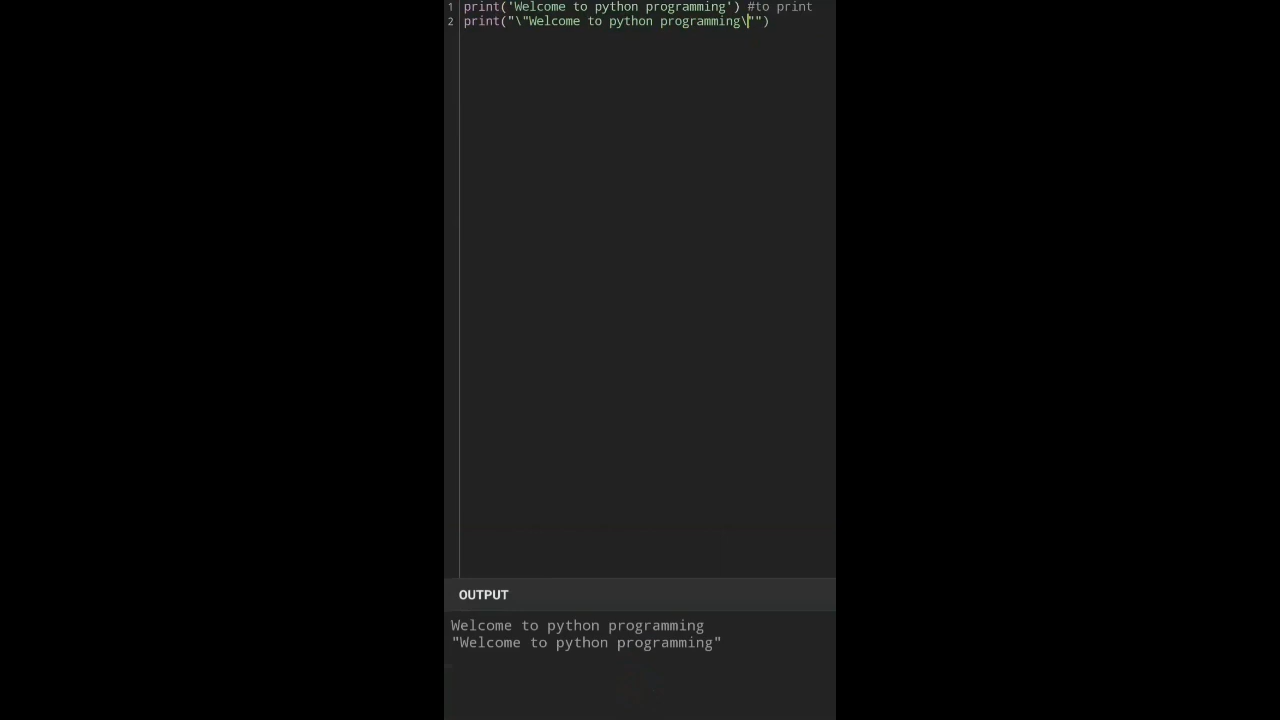 1 print('Welcome to python programming') #to print
2 print("\"Welcome to python programming\"")
OUTPUT
Welcome to python programming
"Welcome to python programming"